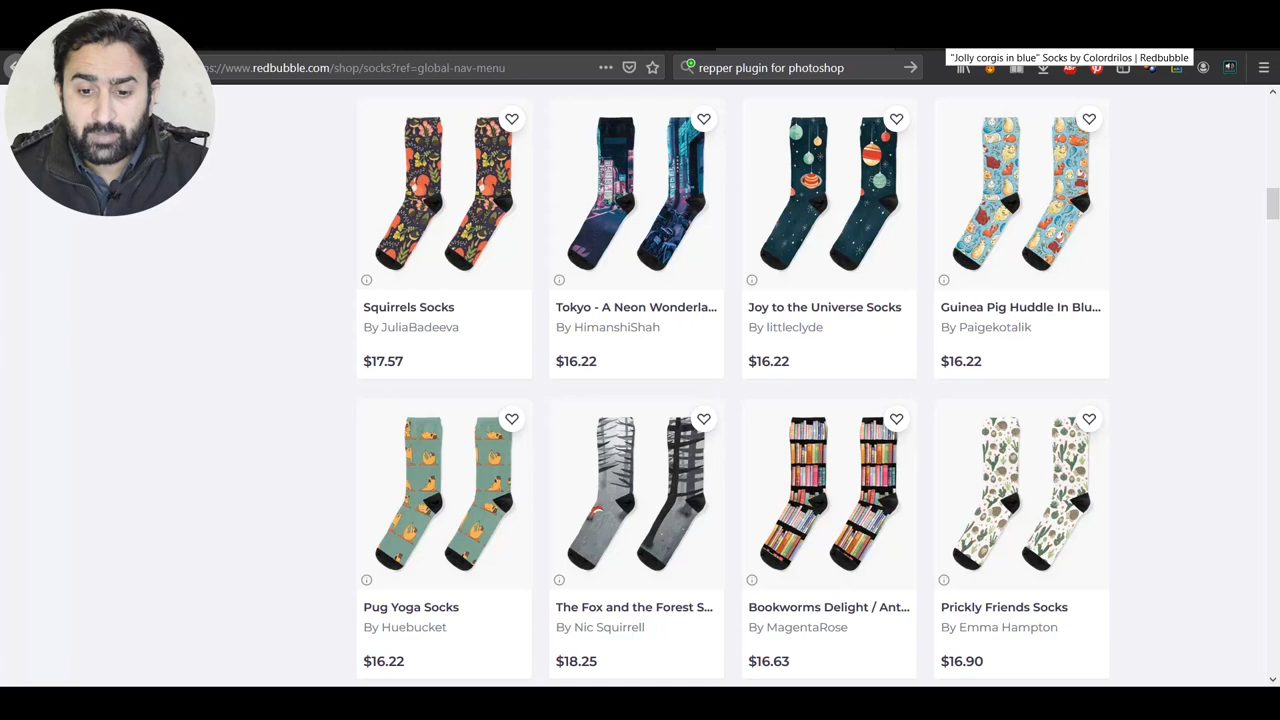 "Jolly corgis in blue" Socks by Colordrilos | Redbubble
www.redbubble.com/shop/socks?ref=global-nav-menu
repper plugin for photoshop
Squirrels Socks
By JuliaBadeeva
$17.57
Tokyo - A Neon Wonderla...
By HimanshiShah
$16.22
Joy to the Universe Socks
By littleclyde
$16.22
Guinea Pig Huddle In Blu...
By Paigekotalik
$16.22
Pug Yoga Socks
By Huebucket
$16.22
The Fox and the Forest S...
By Nic Squirrell
$18.25
Bookworms Delight / Ant...
By MagentaRose
$16.63
Prickly Friends Socks
By Emma Hampton
$16.90